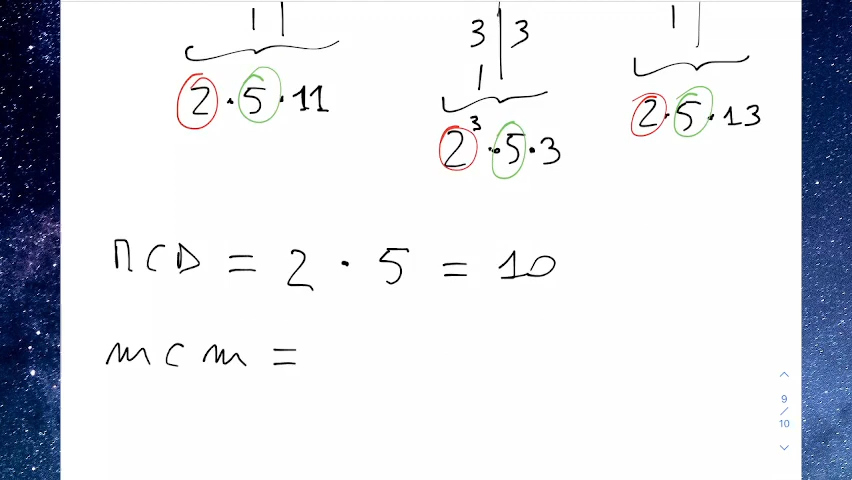 1
3 3
1
1
2 · 5 · 11
2³ · 5 · 3
2 · 5 · 13
MCD = 2 · 5 = 10
mcm =
9
/
10